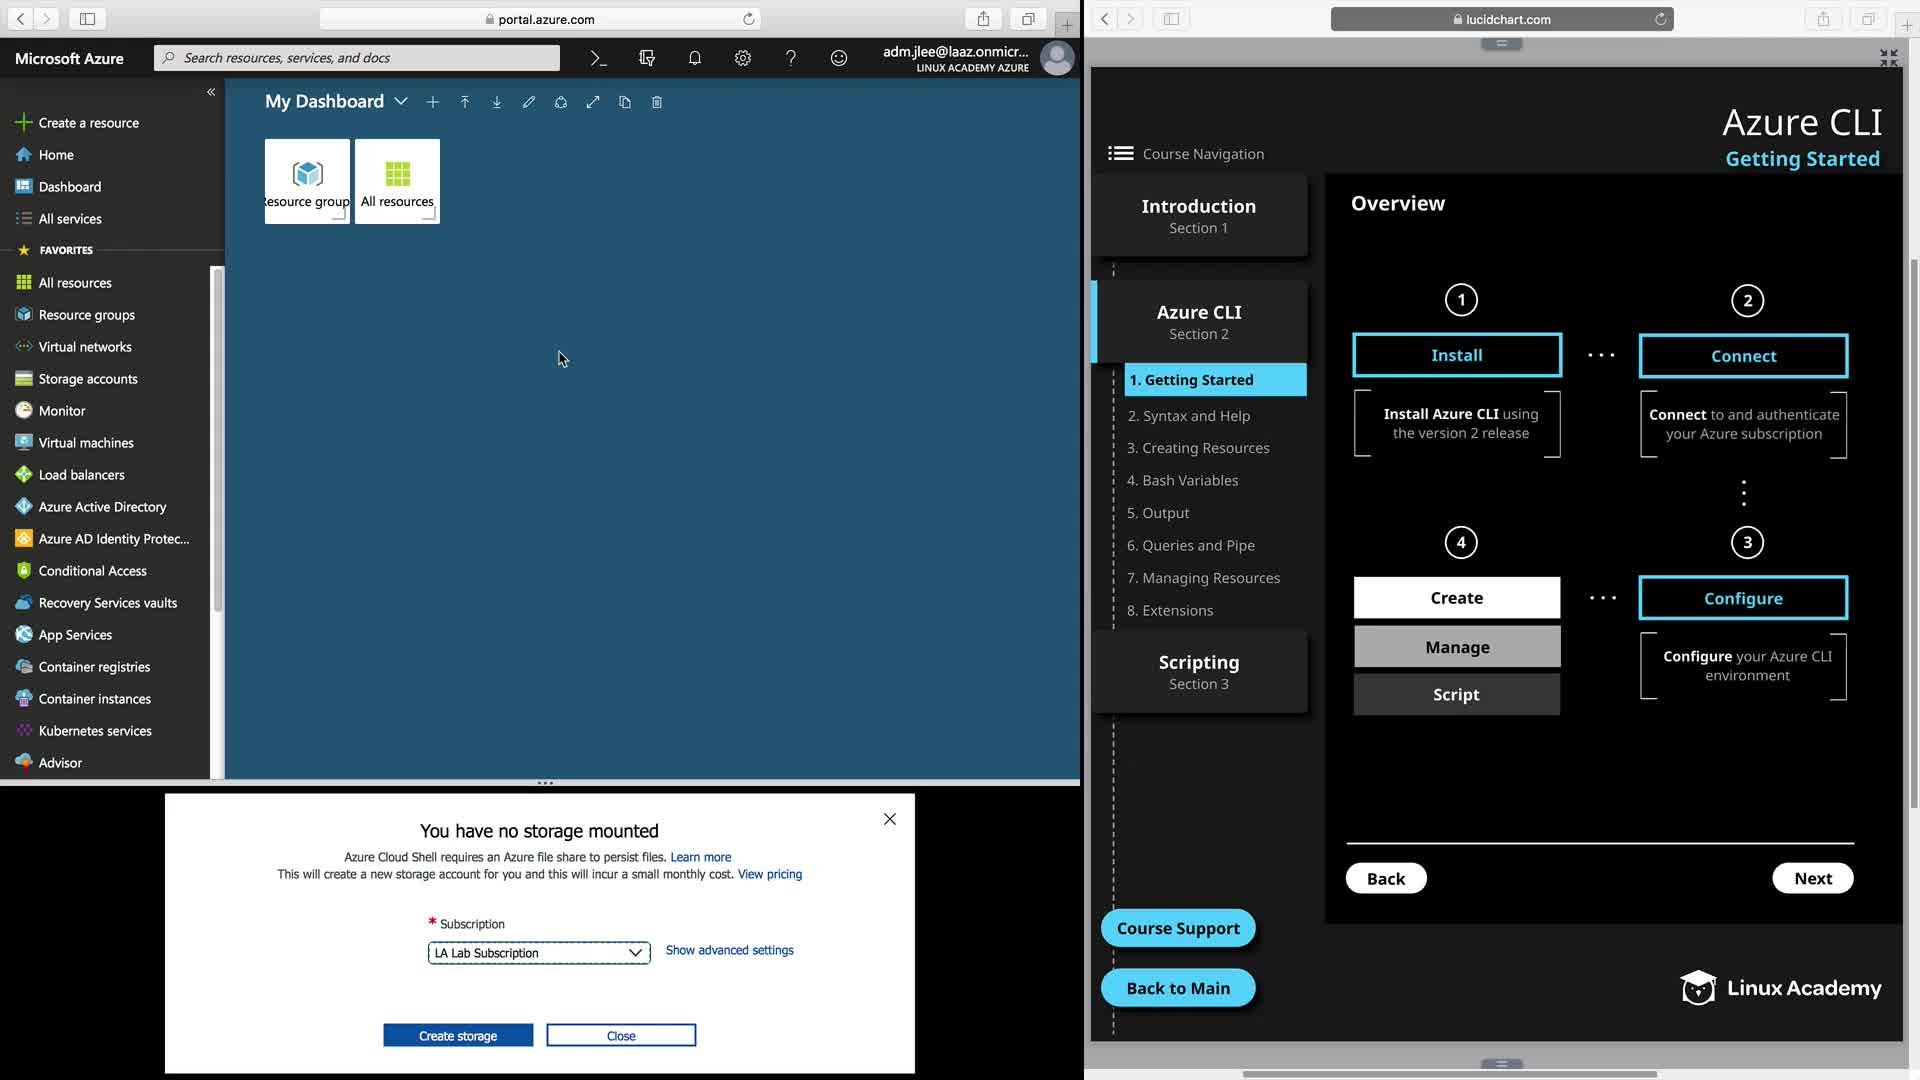 portal.azure.com
Microsoft Azure
Search resources, services, and docs
adm.jlee@laaz.onmicr...
LINUX ACADEMY AZURE
Create a resource
Home
Dashboard
All services
FAVORITES
All resources
Resource groups
Virtual networks
Storage accounts
Monitor
Virtual machines
Load balancers
Azure Active Directory
Azure AD Identity Protec...
Conditional Access
Recovery Services vaults
App Services
Container registries
Container instances
Kubernetes services
Advisor
My Dashboard
esource group
All resources
You have no storage mounted
Azure Cloud Shell requires an Azure file share to persist files. Learn more
This will create a new storage account for you and this will incur a small monthly cost. View pricing
* Subscription
LA Lab Subscription
Show advanced settings
Create storage
Close
lucidchart.com
Azure CLI
Getting Started
Course Navigation
Introduction
Section 1
Azure CLI
Section 2
1. Getting Started
2. Syntax and Help
3. Creating Resources
4. Bash Variables
5. Output
6. Queries and Pipe
7. Managing Resources
8. Extensions
Scripting
Section 3
Course Support
Back to Main
Overview
1
Install
Install Azure CLI using
the version 2 release
2
Connect
Connect to and authenticate
your Azure subscription
4
Create
Manage
Script
3
Configure
Configure your Azure CLI
environment
Back
Next
Linux Academy